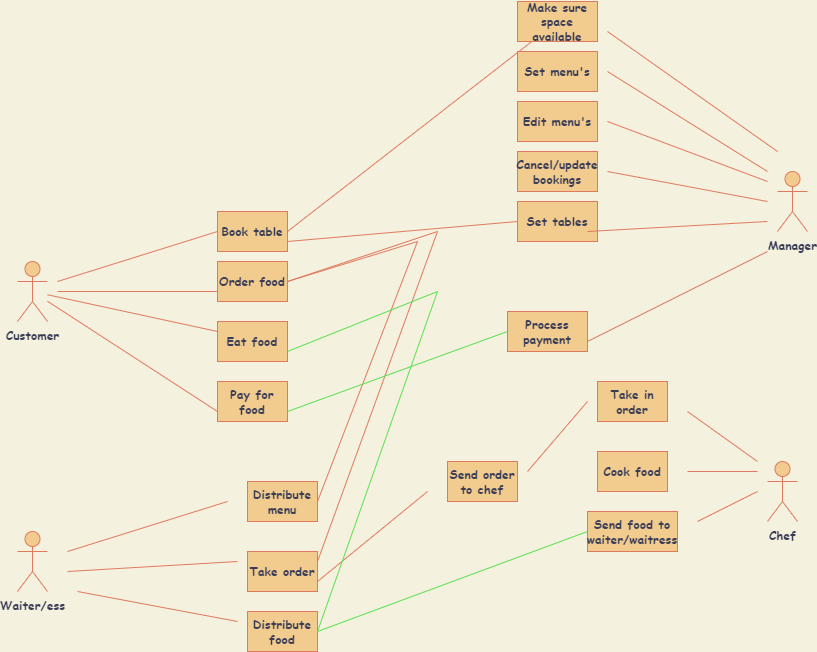 Make sure
space
available
Set menu's
Edit menu's
Cancel/update
bookings
Set tables
Manager
Book table
Order food
Eat food
Pay for
food
Customer
Process
payment
Take in
order
Cook food
Send food to
waiter/waitress
Chef
Send order
to chef
Distribute
menu
Take order
Distribute
food
Waiter/ess